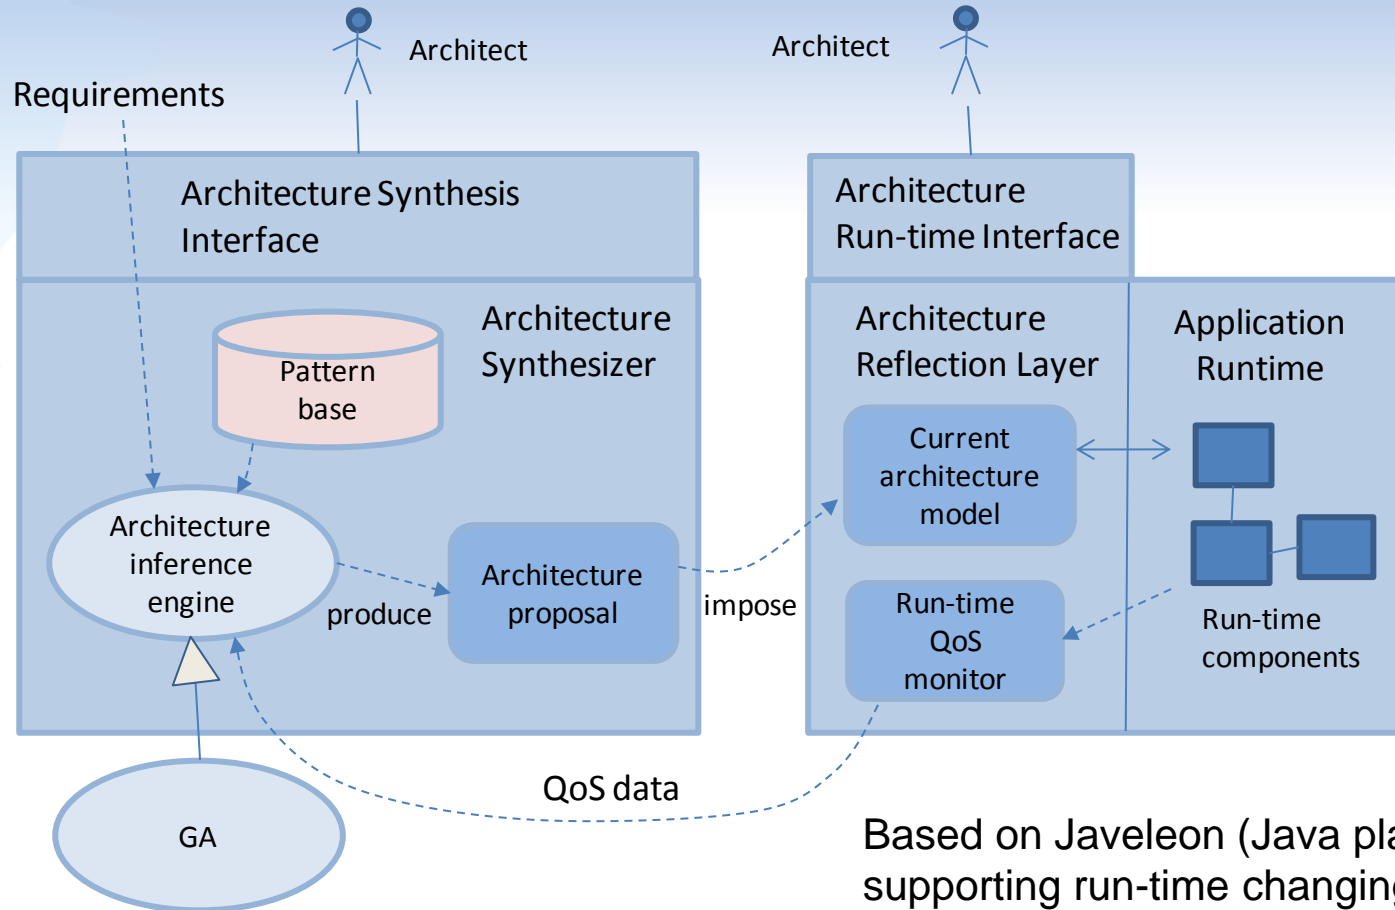 Architect
Architect
Requirements
Architecture Synthesis
Interface
Architecture
Run-time Interface
Architecture
Synthesizer
Pattern
base
Architecture
inference
engine
produce
Architecture
proposal
impose
Architecture
Reflection Layer
Current
architecture
model
Run-time
QoS
monitor
Application
Runtime
Run-time
components
QoS data
GA
Based on Javeleon (Java pla
supporting run-time changing